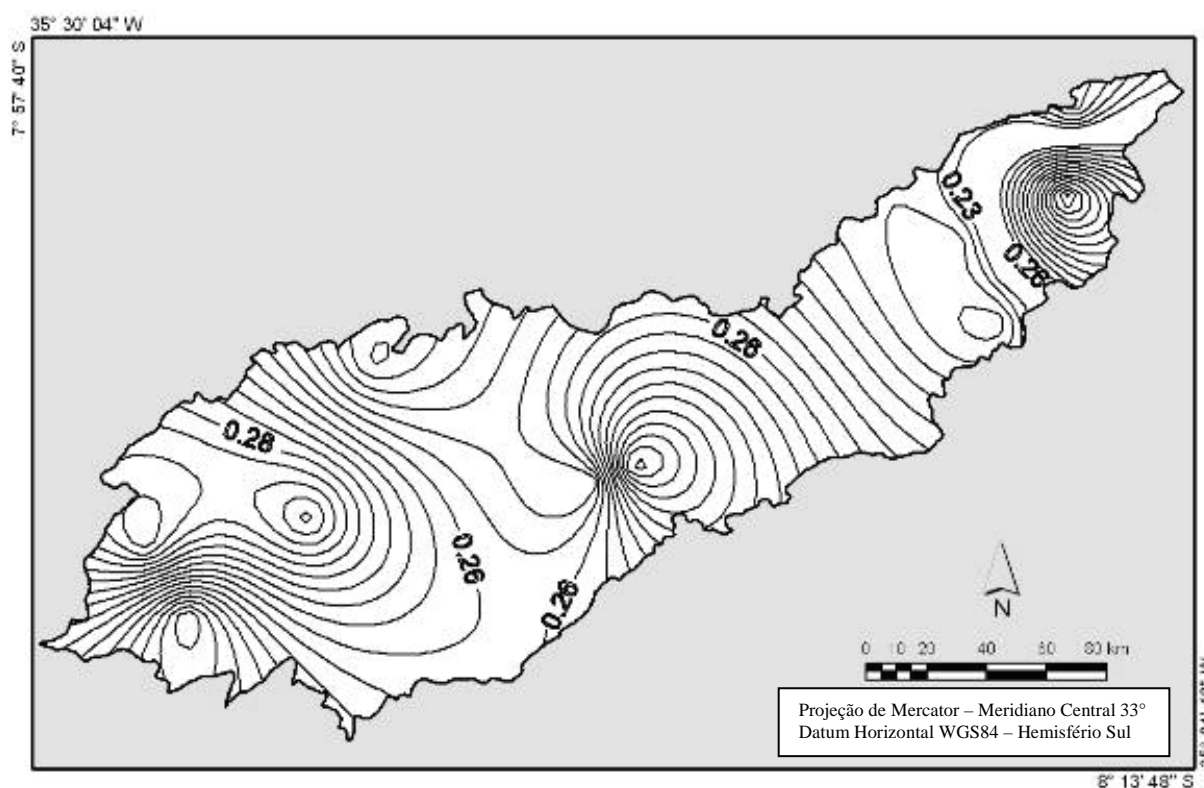 35° 30' 04" W
7° 57' 40" S
0.23
0.26
0.26
0.28
0.26
0.26
N
0 10 20 40 60 80 km
Projeção de Mercator – Meridiano Central 33°
Datum Horizontal WGS84 – Hemisfério Sul
8° 13' 48" S